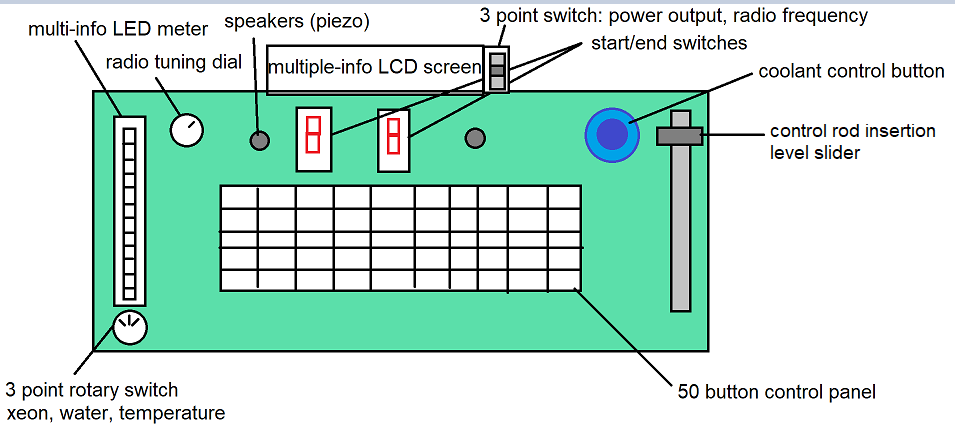 multi-info LED meter
speakers (piezo)
3 point switch: power output, radio frequency
start/end switches
radio tuning dial
multiple-info LCD screen
coolant control button
control rod insertion
level slider
3 point rotary switch
xeon, water, temperature
50 button control panel